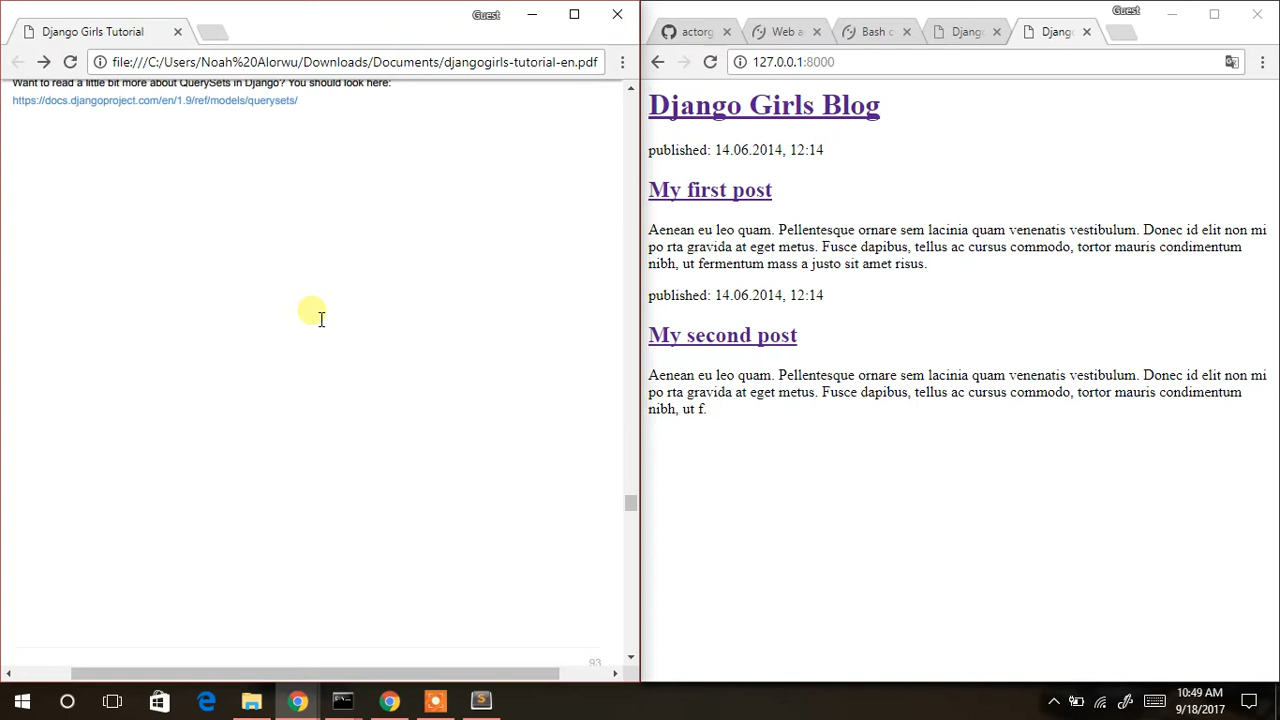 Guest
Django Girls Tutorial
file:///C:/Users/Noah%20Alorwu/Downloads/Documents/djangogirls-tutorial-en.pdf
Want to read a little bit more about QuerySets in Django? You should look here:
https://docs.djangoproject.com/en/1.9/ref/models/querysets/
93
Guest
actorg
Web a
Bash c
Django
Django
127.0.0.1:8000
Django Girls Blog
published: 14.06.2014, 12:14
My first post
Aenean eu leo quam. Pellentesque ornare sem lacinia quam venenatis vestibulum. Donec id elit non mi
po rta gravida at eget metus. Fusce dapibus, tellus ac cursus commodo, tortor mauris condimentum
nibh, ut fermentum mass a justo sit amet risus.
published: 14.06.2014, 12:14
My second post
Aenean eu leo quam. Pellentesque ornare sem lacinia quam venenatis vestibulum. Donec id elit non mi
po rta gravida at eget metus. Fusce dapibus, tellus ac cursus commodo, tortor mauris condimentum
nibh, ut f.
10:49 AM
9/18/2017